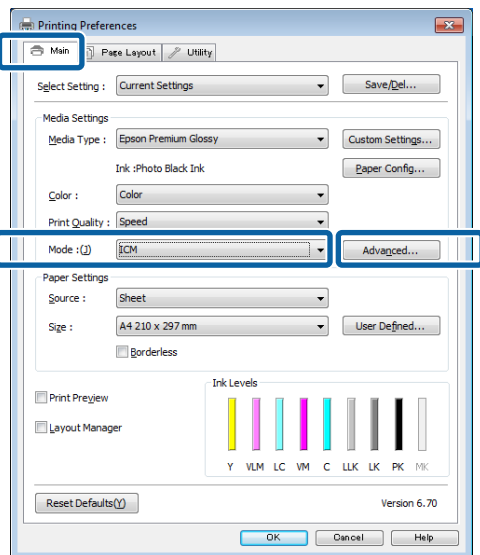 Printing Preferences
Main Page Layout Utility
Select Setting : Current Settings Save/Del...
Media Settings
Media Type : Epson Premium Glossy Custom Settings...
Ink :Photo Black Ink Paper Config...
Color : Color
Print Quality : Speed
Mode :(J) ICM Advanced...
Paper Settings
Source : Sheet
Size : A4 210 x 297 mm User Defined...
Borderless
Print Preview
Layout Manager
Ink Levels
Y VLM LC VM C LLK LK PK MK
Reset Defaults(Y) Version 6.70
OK Cancel Help